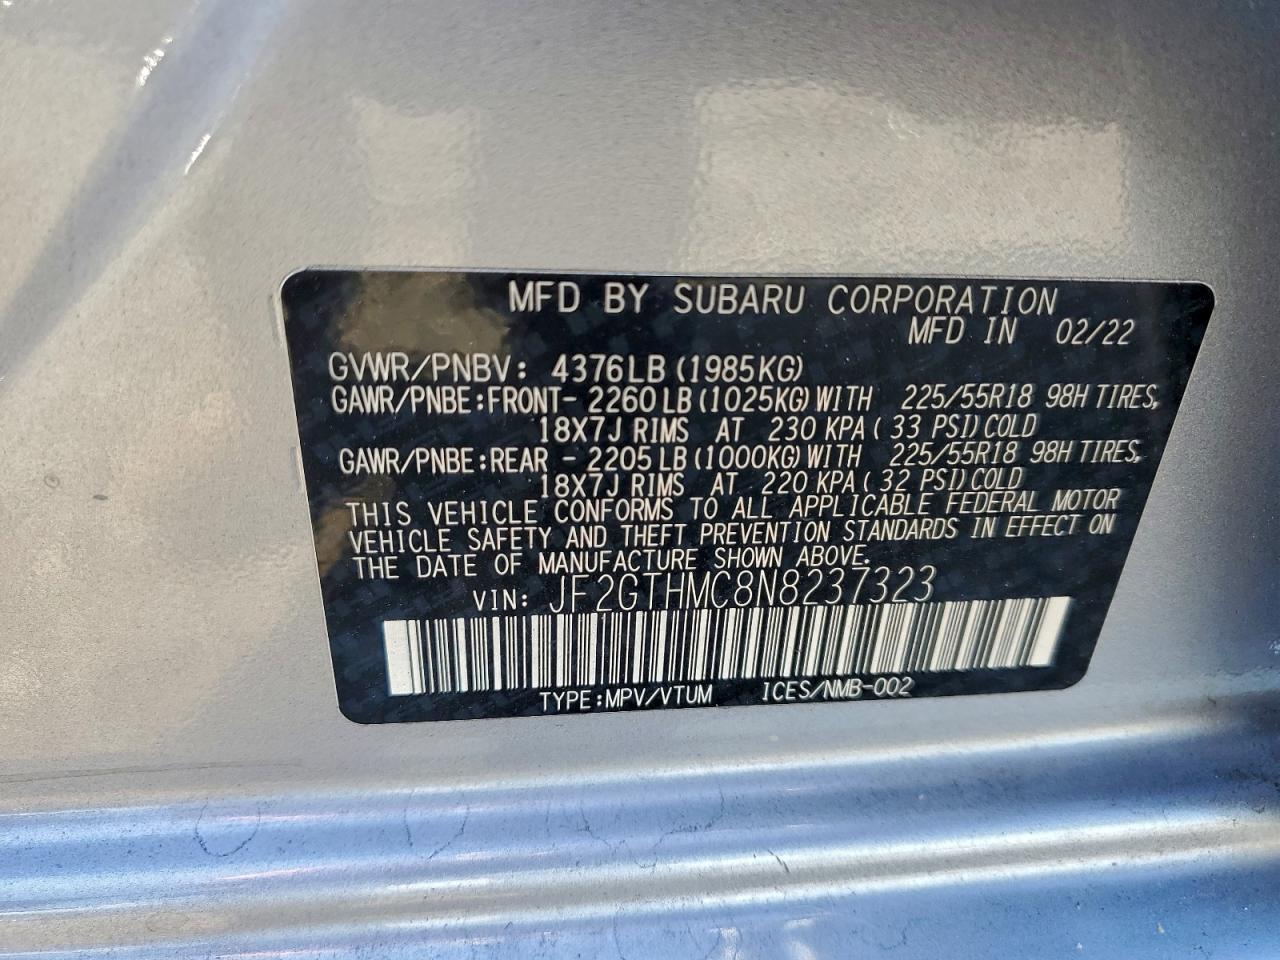 MFD BY SUBARU CORPORATION
MFD IN 02/22
GVWR/PNBV: 4376LB (1985KG)
GAWR/PNBE:FRONT- 2260LB (1025KG) WITH 225/55R18 98H TIRES,
18X7J RIMS AT 230 KPA ( 33 PSI) COLD
GAWR/PNBE:REAR - 2205LB (1000KG) WITH 225/55R18 98H TIRES,
18X7J RIMS AT 220 KPA ( 32 PSI) COLD
THIS VEHICLE CONFORMS TO ALL APPLICABLE FEDERAL MOTOR
VEHICLE SAFETY AND THEFT PREVENTION STANDARDS IN EFFECT ON
THE DATE OF MANUFACTURE SHOWN ABOVE.
VIN: JF2GTHMC8N8237323
TYPE:MPV/VTUM ICES/NMB-002